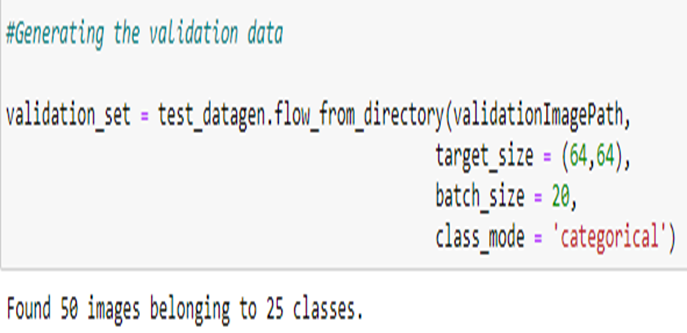 #Generating the validation data
validation_set = test_datagen.flow_from_directory(validationImagePath,
target_size = (64,64),
batch_size = 20,
class_mode = 'categorical')
Found 50 images belonging to 25 classes.